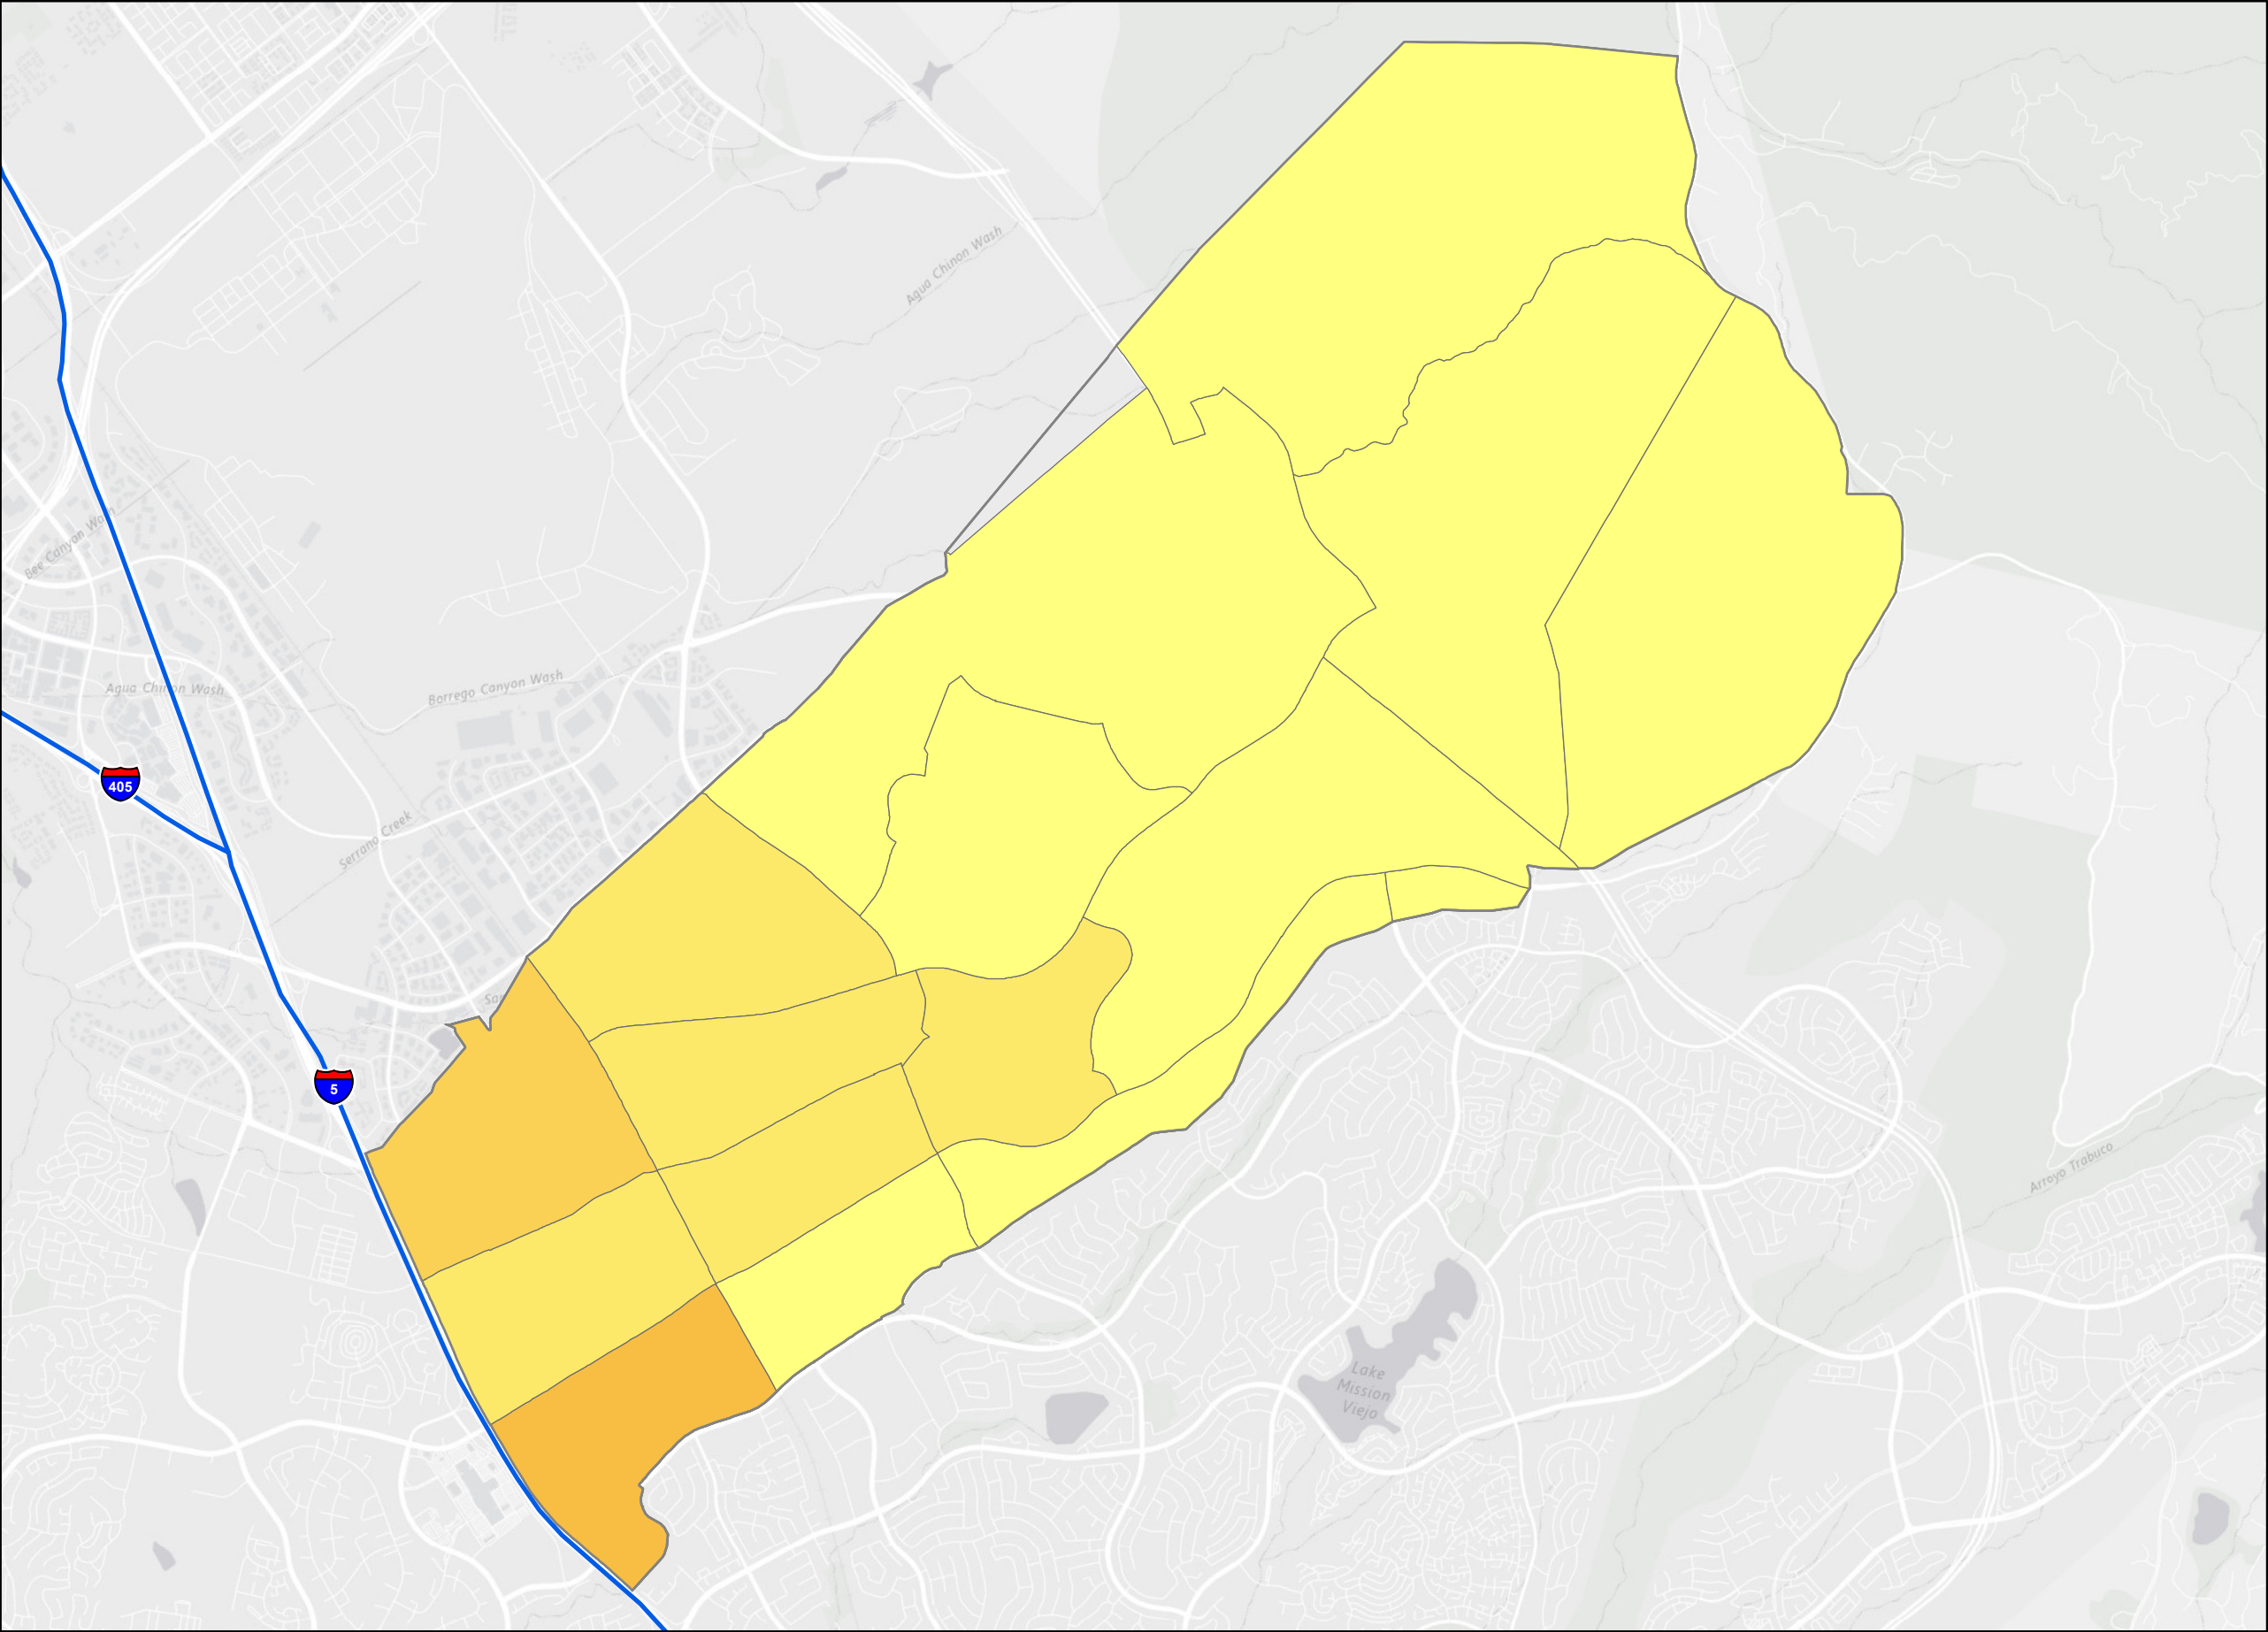 Agua Chinon Wash
Bee Canyon Wash
Agua Chinon Wash
Borrego Canyon Wash
405
Serrano Creek
5
Arroyo Trabuco
Lake
Mission
Viejo